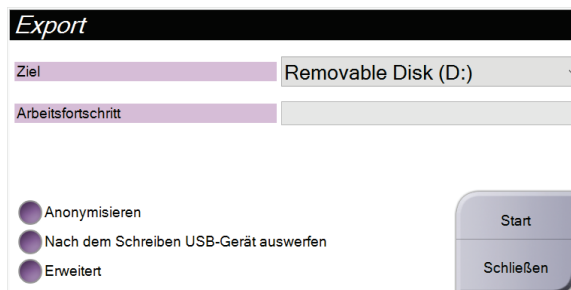 Export
Ziel
Removable Disk (D:)
Arbeitsfortschritt
Anonymisieren
Nach dem Schreiben USB-Gerät auswerfen
Erweitert
Start
Schließen